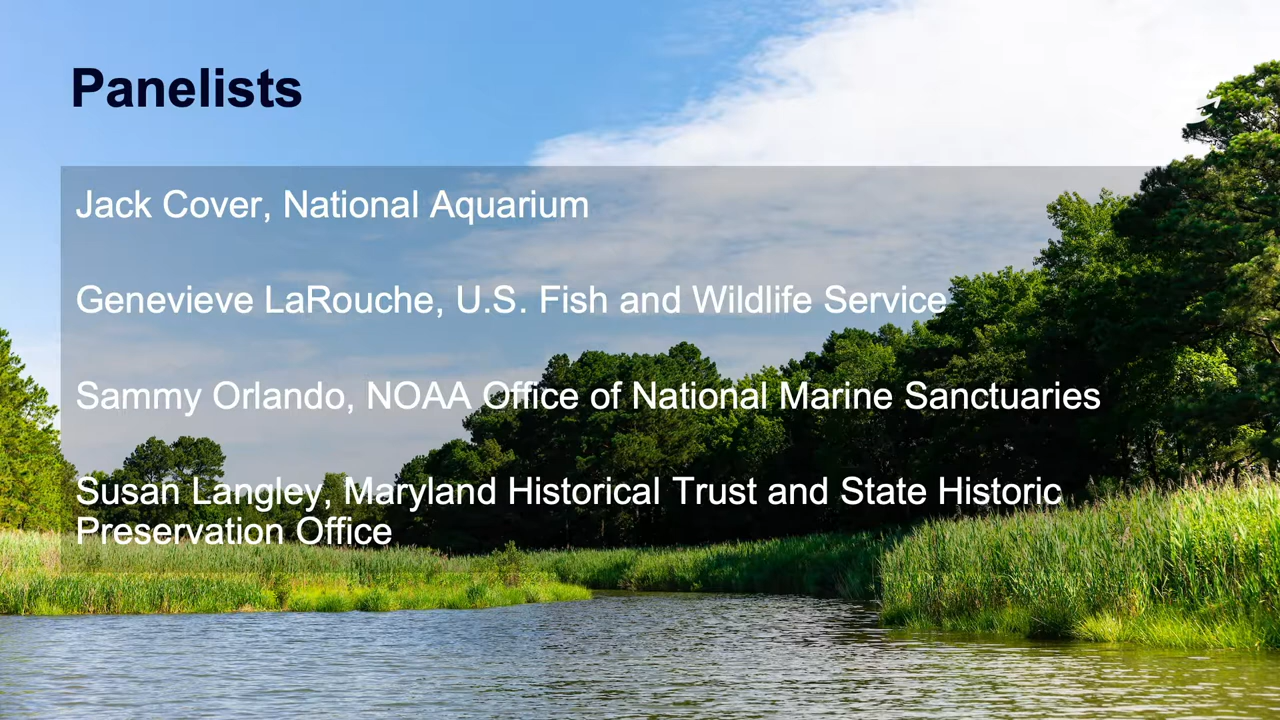 Panelists
Jack Cover, National Aquarium
Genevieve LaRouche, U.S. Fish and Wildlife Service
Sammy Orlando, NOAA Office of National Marine Sanctuaries
Susan Langley, Maryland Historical Trust and State Historic
Preservation Office